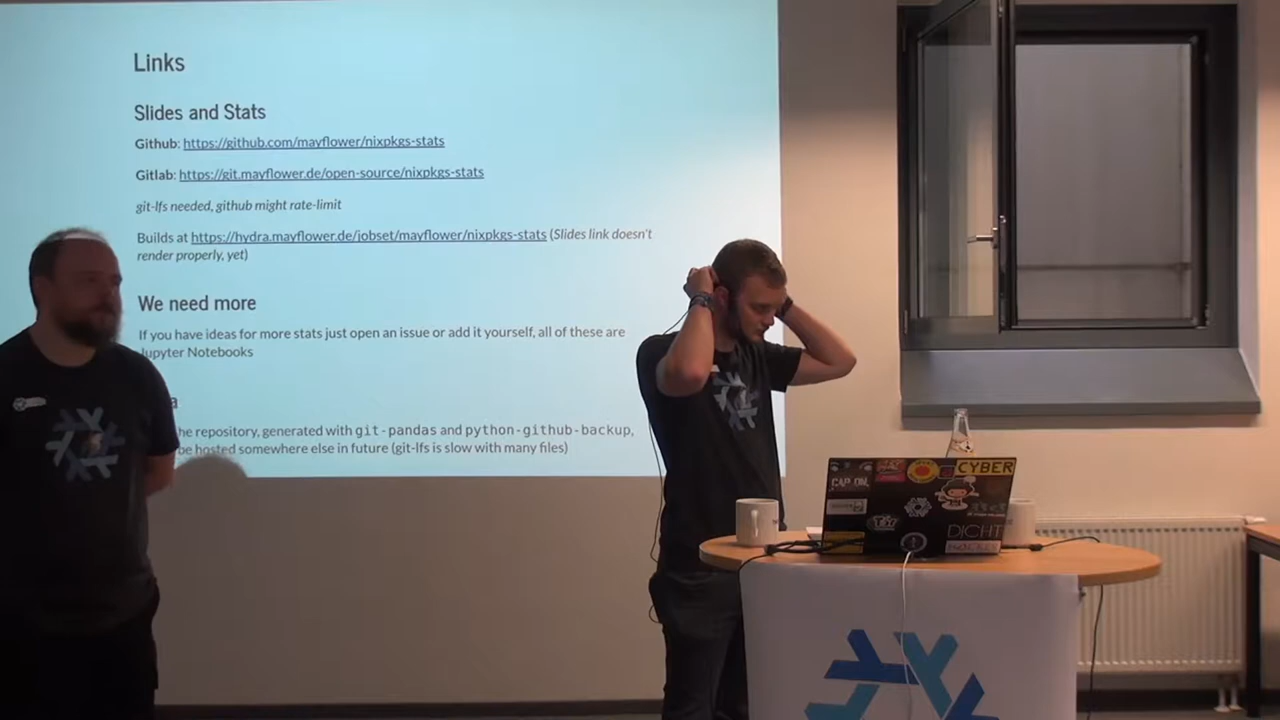 Links
Slides and Stats
Github: https://github.com/mayflower/nixpkgs-stats
Gitlab: https://git.mayflower.de/open-source/nixpkgs-stats
git-lfs needed, github might rate-limit
Builds at https://hydra.mayflower.de/jobset/mayflower/nixpkgs-stats (Slides link doesn't
render properly, yet)
We need more
If you have ideas for more stats just open an issue or add it yourself, all of these are
Jupyter Notebooks
a
he repository, generated with git-pandas and python-github-backup,
be hosted somewhere else in future (git-lfs is slow with many files)
CYBER
CAP_ON
DICHT